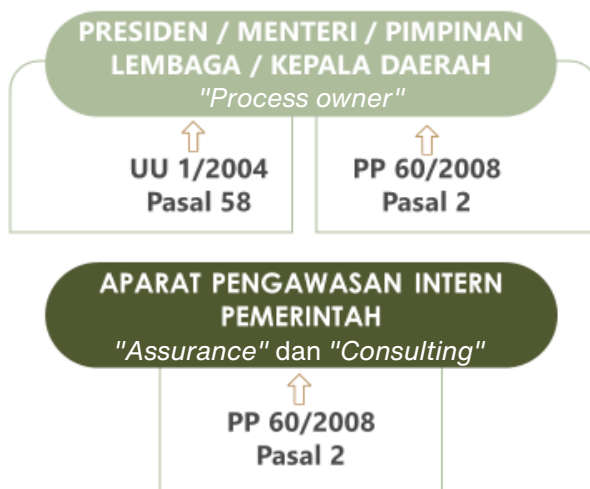 PRESIDEN / MENTERI / PIMPINAN
LEMBAGA / KEPALA DAERAH
"Process owner"
UU 1/2004
Pasal 58
PP 60/2008
Pasal 2
APARAT PENGAWASAN INTERN
PEMERINTAH
"Assurance" dan "Consulting"
PP 60/2008
Pasal 2